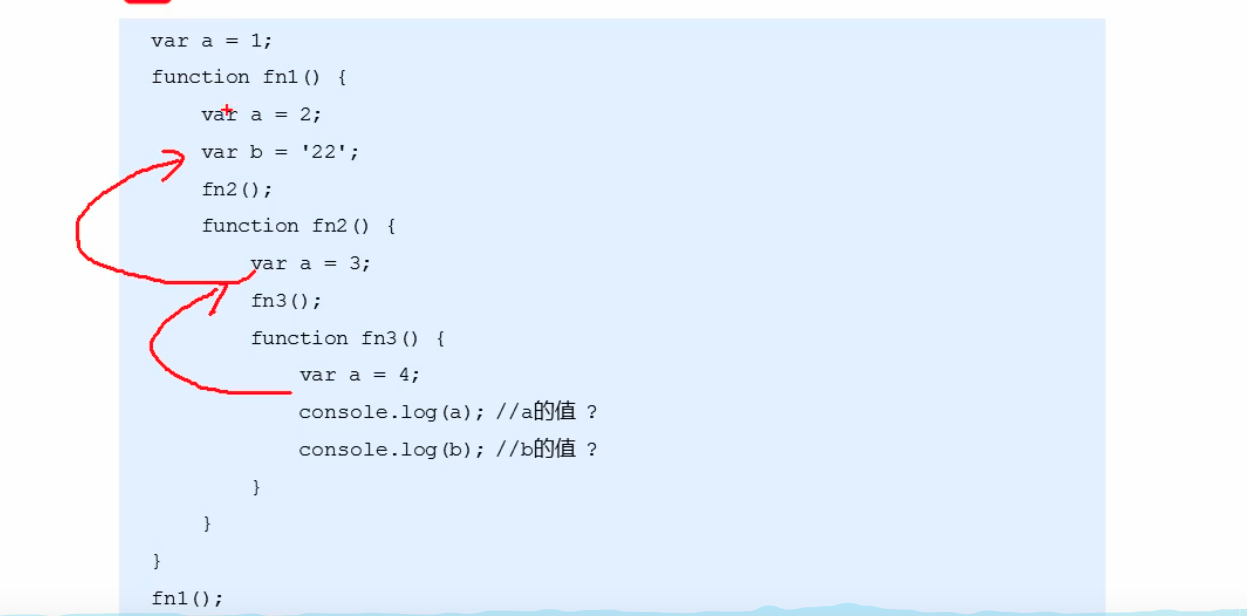 var a = 1;
function fn1() {
var a = 2;
var b = '22';
fn2();
function fn2() {
var a = 3;
fn3();
function fn3() {
var a = 4;
console.log(a); //a的值 ?
console.log(b); //b的值 ?
}
}
}
fn1();